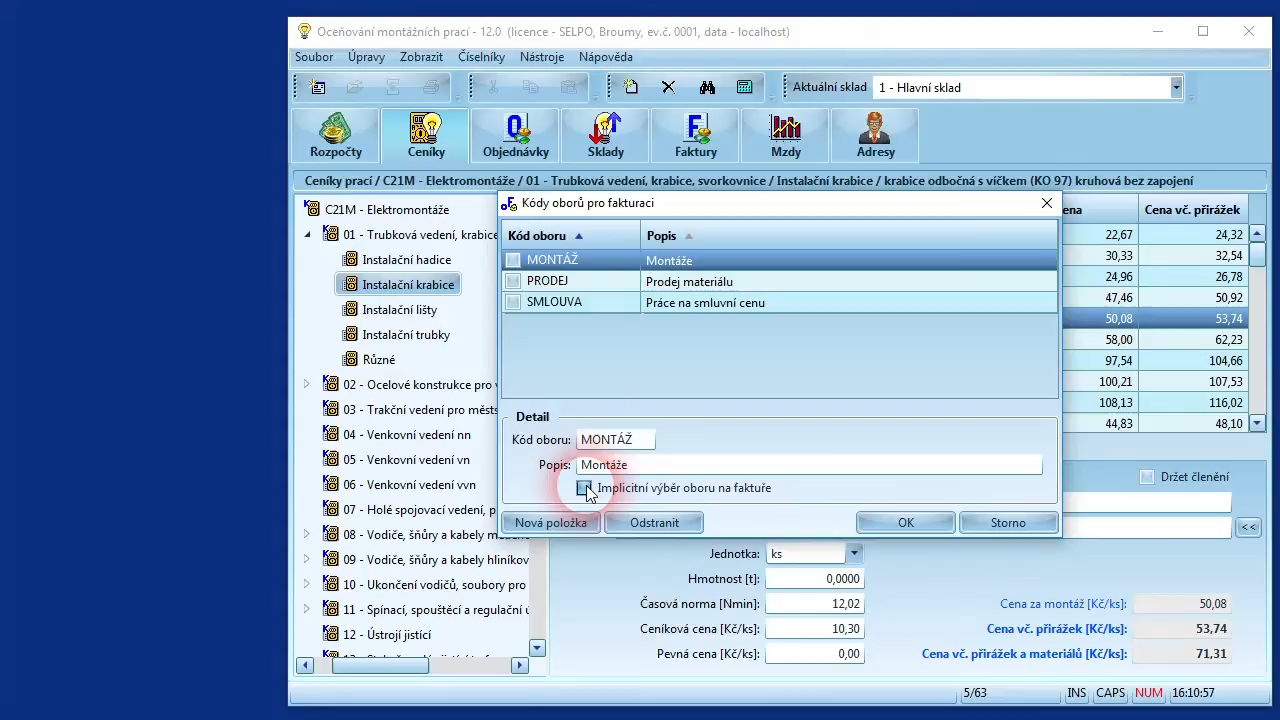 Oceňování montážních prací - 12.0 (licence - SELPO, Broumy, ev.č. 0001, data - localhost)
Soubor Úpravy Zobrazit Číselníky Nástroje Nápověda
Aktuální sklad 1 - Hlavní sklad
Rozpočty Ceníky Objednávky Sklady Faktury Mzdy Adresy
Ceníky prací / C21M - Elektromontáže / 01 - Trubková vedení, krabice, svorkovnice / Instalační krabice / krabice odbočná s víčkem (KO 97) kruhová bez zapojení
C21M - Elektromontáže
01 - Trubková vedení, krabice
Instalační hadice
Instalační krabice
Instalační lišty
Instalační trubky
Různé
02 - Ocelové konstrukce pro v
03 - Trakční vedení pro městs
04 - Venkovní vedení nn
05 - Venkovní vedení vn
06 - Venkovní vedení vvn
07 - Holé spojovací vedení, p
08 - Vodiče, šňůry a kabely
09 - Vodiče, šňůry a kabely hliníkov
10 - Ukončení vodičů, soubory pro
11 - Spínací, spouštěcí a regulační
12 - Ústrojí jistící
Kódy oborů pro fakturaci
Kód oboru Popis
MONTÁŽ Montáže
PRODEJ Prodej materiálu
SMLOUVA Práce na smluvní cenu
Detail
Kód oboru: MONTÁŽ
Popis: Montáže
Implicitní výběr oboru na faktuře
Nová položka Odstranit OK Storno
ena Cena vč. přirážek
22,67 24,32
30,33 32,54
24,96 26,78
47,46 50,92
50,08 53,74
58,00 62,23
97,54 104,66
100,21 107,53
108,13 116,02
44,83 48,10
Držet členění
<<
Jednotka: ks
Hmotnost [t]: 0,0000
Časová norma [Nmin]: 12,02 Cena za montáž [Kč/ks]: 50,08
Ceníková cena [Kč/ks]: 10,30 Cena vč. přirážek [Kč/ks]: 53,74
Pevná cena [Kč/ks]: 0,00 Cena vč. přirážek a materiálů [Kč/ks]: 71,31
5/63 INS CAPS NUM 16:10:57